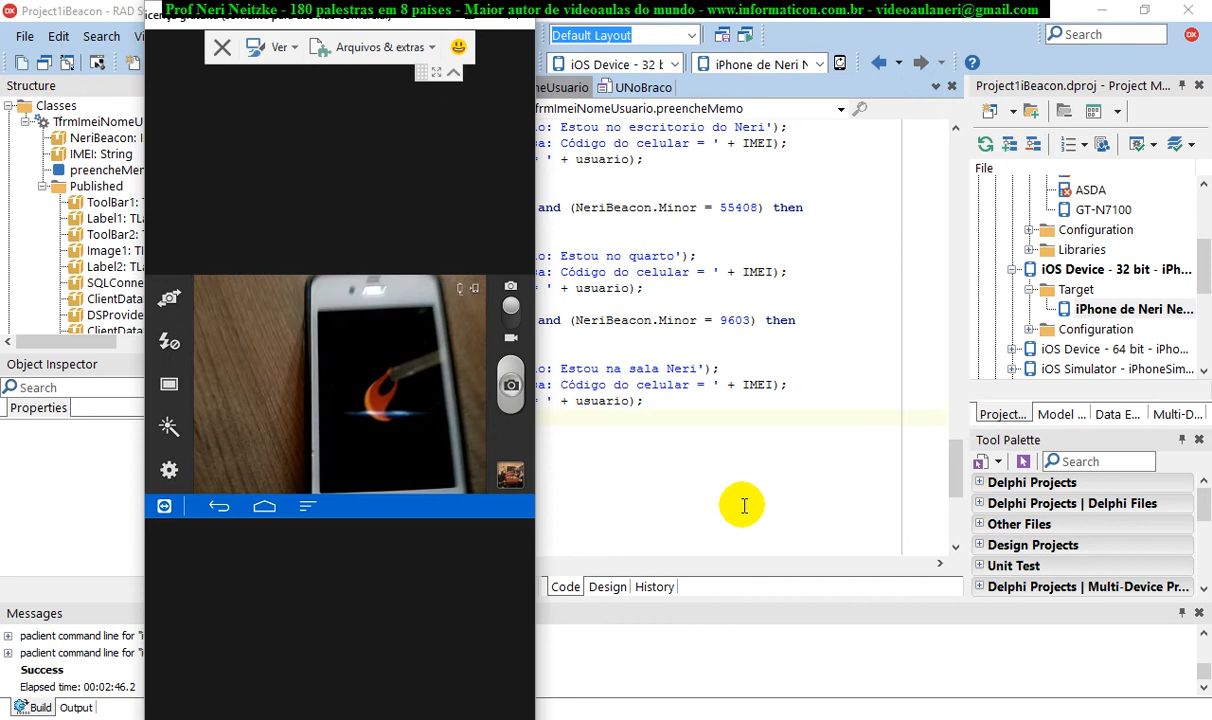 Prof Neri Neitzke - 180 palestras em 8 países - Maior autor de videoaulas do mundo - www.informaticon.com.br - videoaulaneri@gmail.com
Project1iBeacon - RAD S
File Edit Search Vi
Default Layout
Search
Ver Arquivos & extras
iOS Device - 32 b
iPhone de Neri N
Structure
Classes
TfrmImeiNomeU
NeriBeacon: I
IMEI: String
preencheMem
Published
ToolBar1: T
Label1: TLa
ToolBar2: T
Image1: TI
Label2: TLa
SQLConne
ClientData
DSProvide
ClientData
Object Inspector
Search
Properties
neUsuario
UNoBraco
frmImeiNomeUsuario.preencheMemo
o: Estou no escritorio do Neri');
a: Código do celular = ' + IMEI);
= ' + usuario);
and (NeriBeacon.Minor = 55408) then
o: Estou no quarto');
a: Código do celular = ' + IMEI);
= ' + usuario);
and (NeriBeacon.Minor = 9603) then
o: Estou na sala Neri');
a: Código do celular = ' + IMEI);
= ' + usuario);
Code Design History
Project1iBeacon.dproj - Project M...
File
ASDA
GT-N7100
Configuration
Libraries
iOS Device - 32 bit - iPh...
Target
iPhone de Neri Ne...
Configuration
iOS Device - 64 bit - iPho...
iOS Simulator - iPhoneSim...
Project... Model ... Data E... Multi-D...
Tool Palette
Search
Delphi Projects
Delphi Projects | Delphi Files
Other Files
Design Projects
Unit Test
Delphi Projects | Multi-Device Pr...
Messages
paclient command line for "i
paclient command line for "i
Success
Elapsed time: 00:02:46.2
Build Output